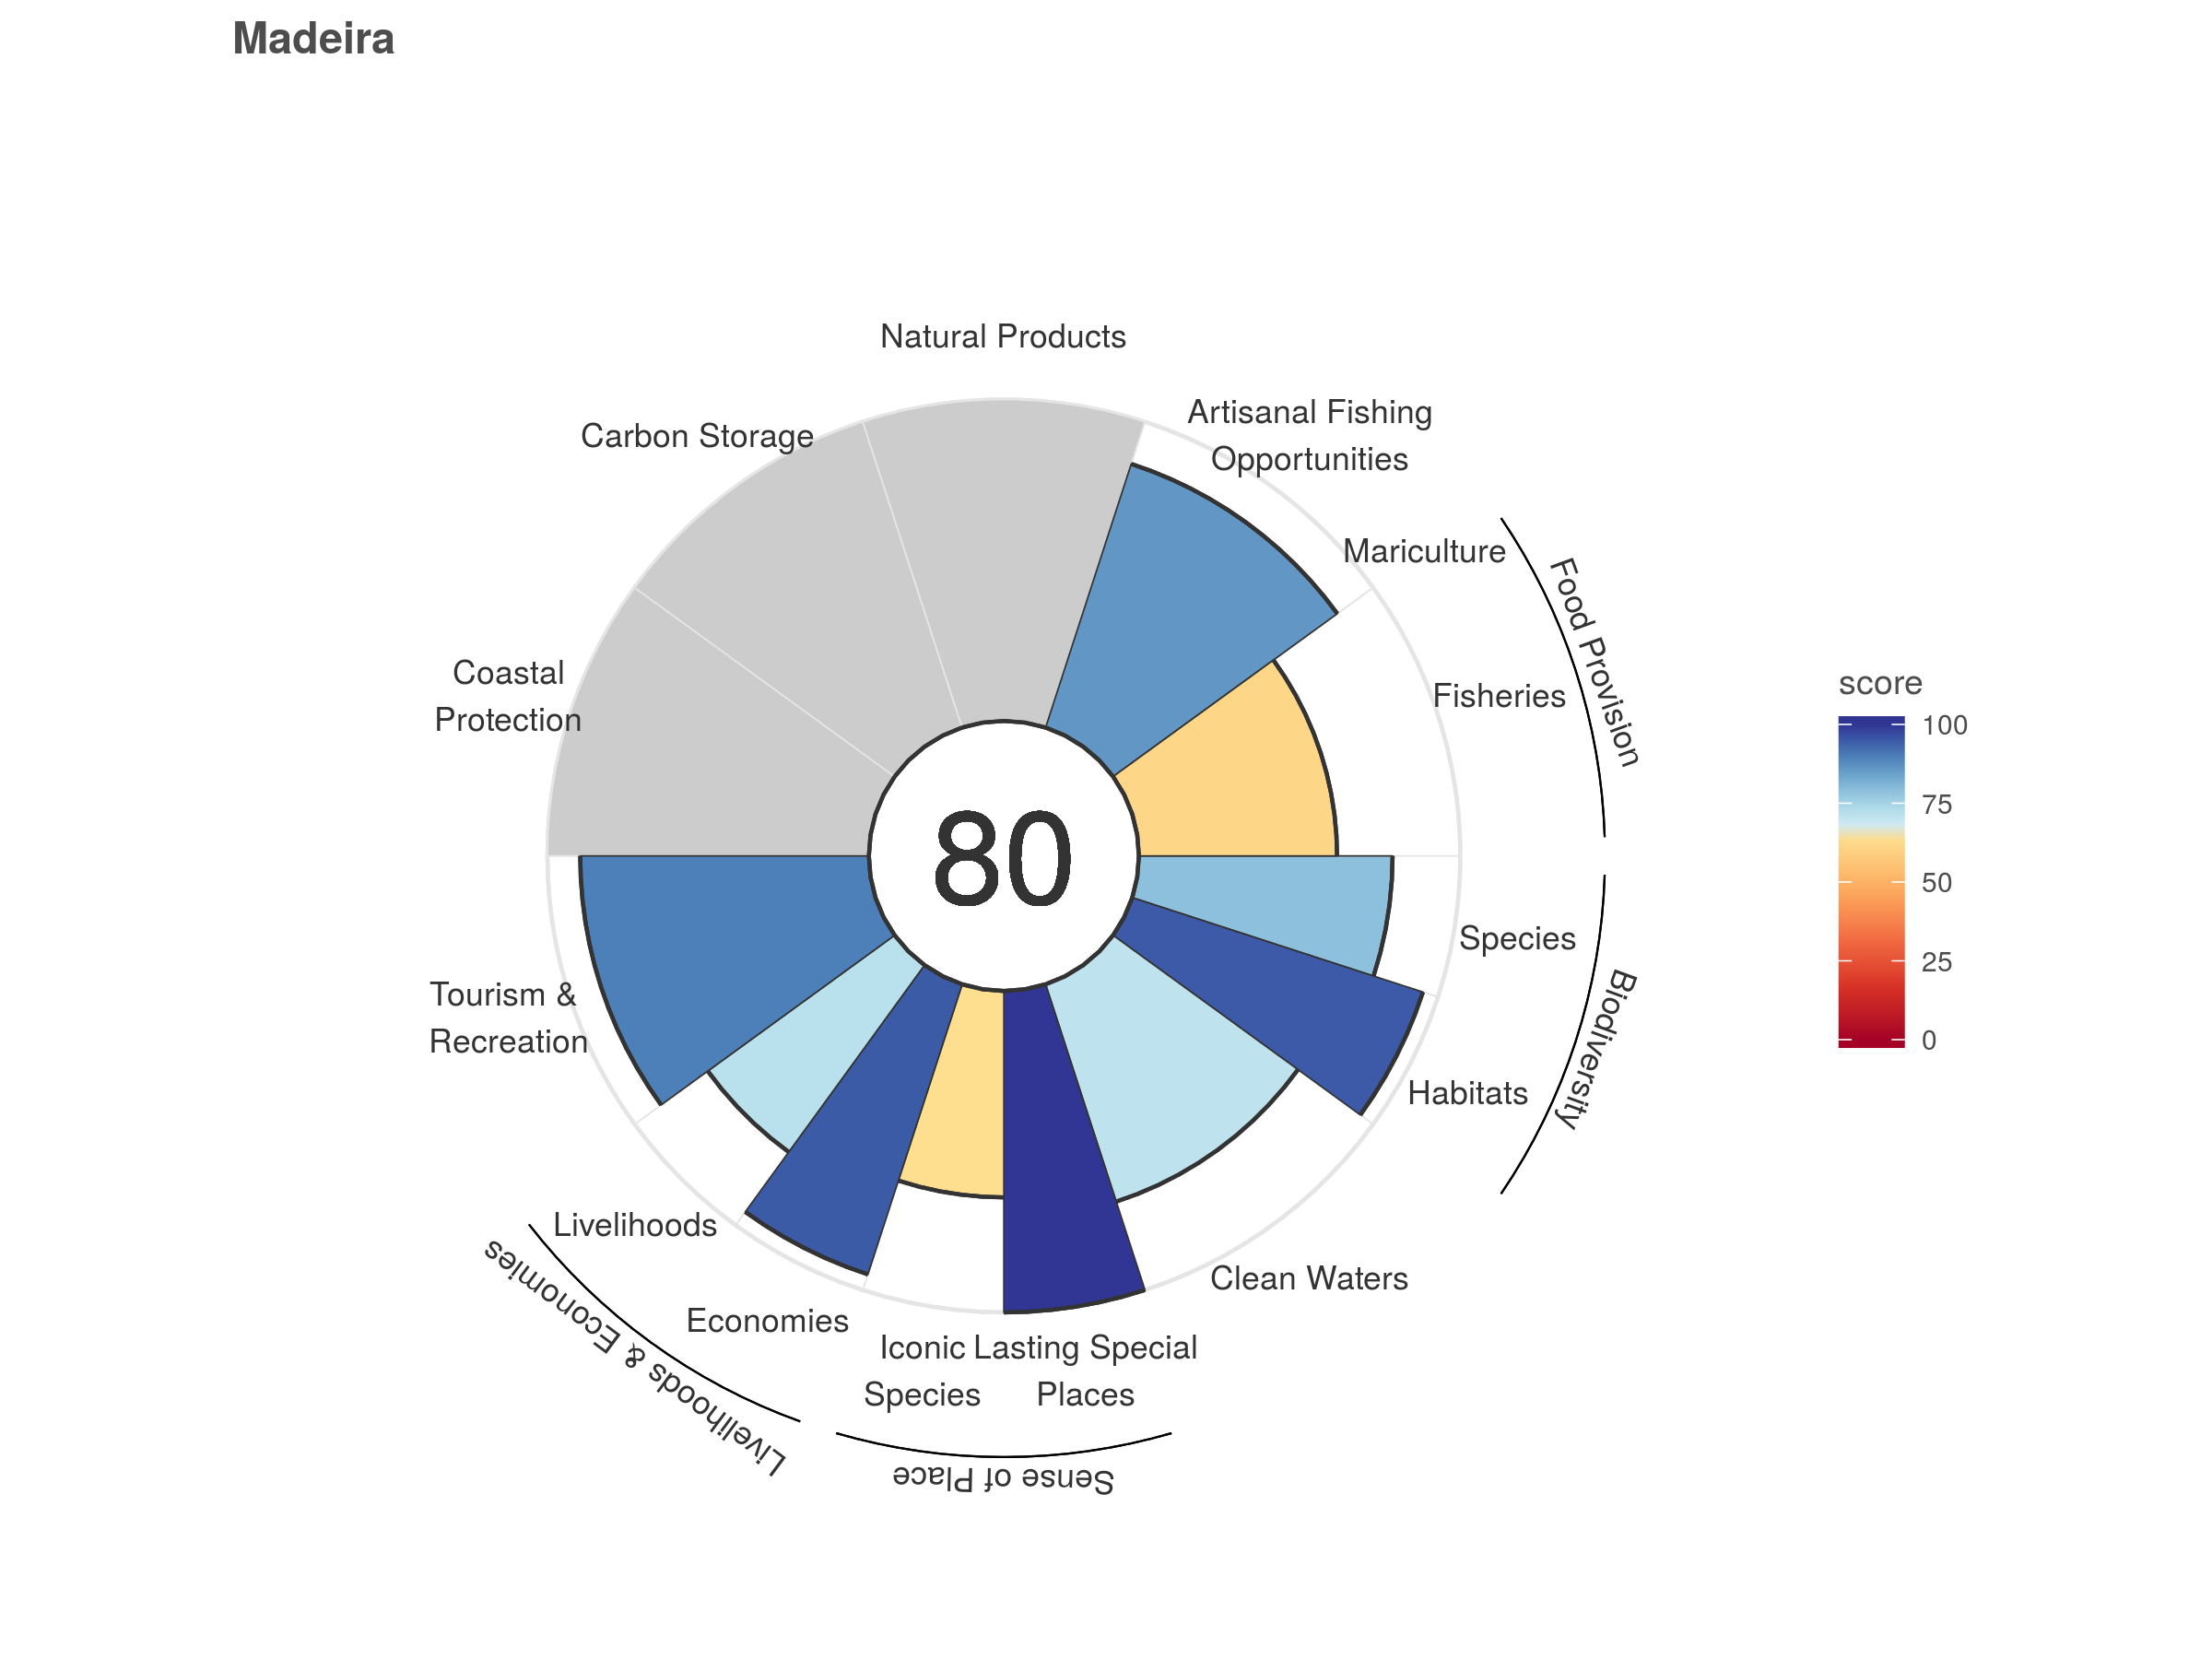 Madeira
Natural Products
Artisanal Fishing
Opportunities
Carbon Storage
Mariculture
Food Provision
Fisheries
Coastal
Protection
80
score
100
75
50
25
0
Species
Biodiversity
Habitats
Tourism &
Recreation
Livelihoods
Clean Waters
Economies
Livelihoods & Economies
Iconic
Species
Lasting Special
Places
Sense of Place